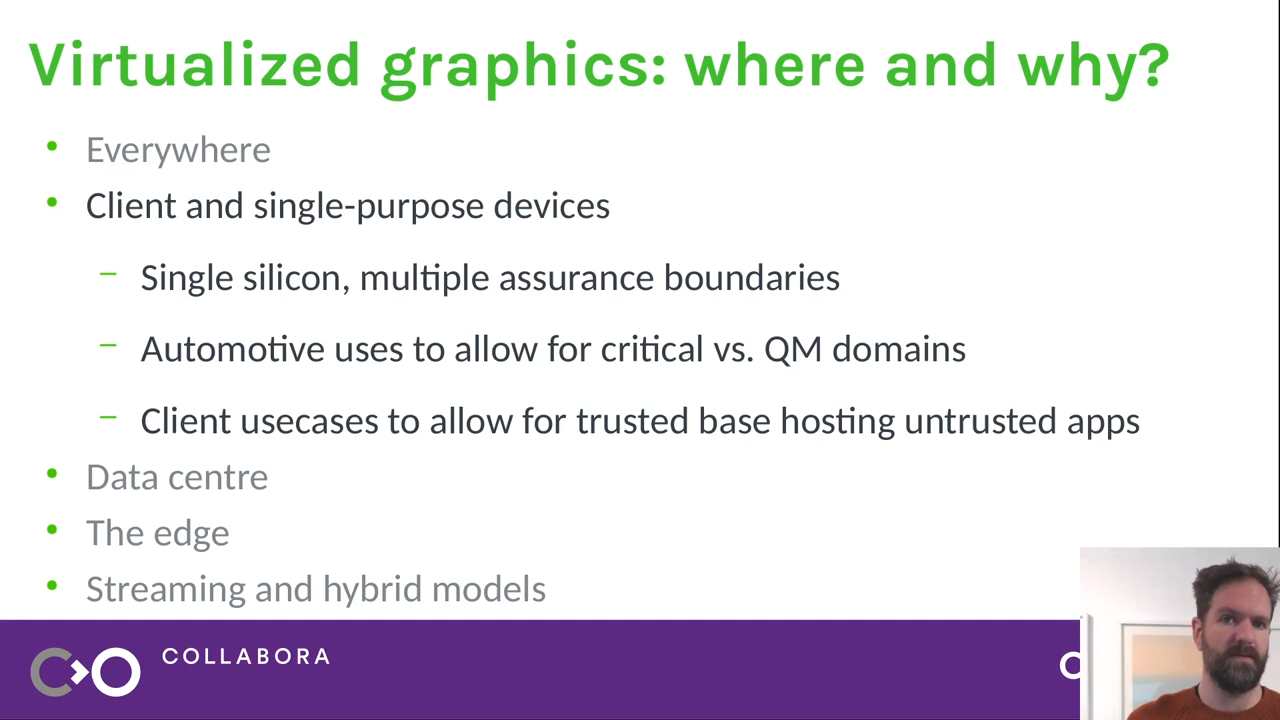 Virtualized graphics: where and why?
Everywhere
Client and single-purpose devices
Single silicon, multiple assurance boundaries
Automotive uses to allow for critical vs. QM domains
Client usecases to allow for trusted base hosting untrusted apps
Data centre
The edge
Streaming and hybrid models
COLLABORA